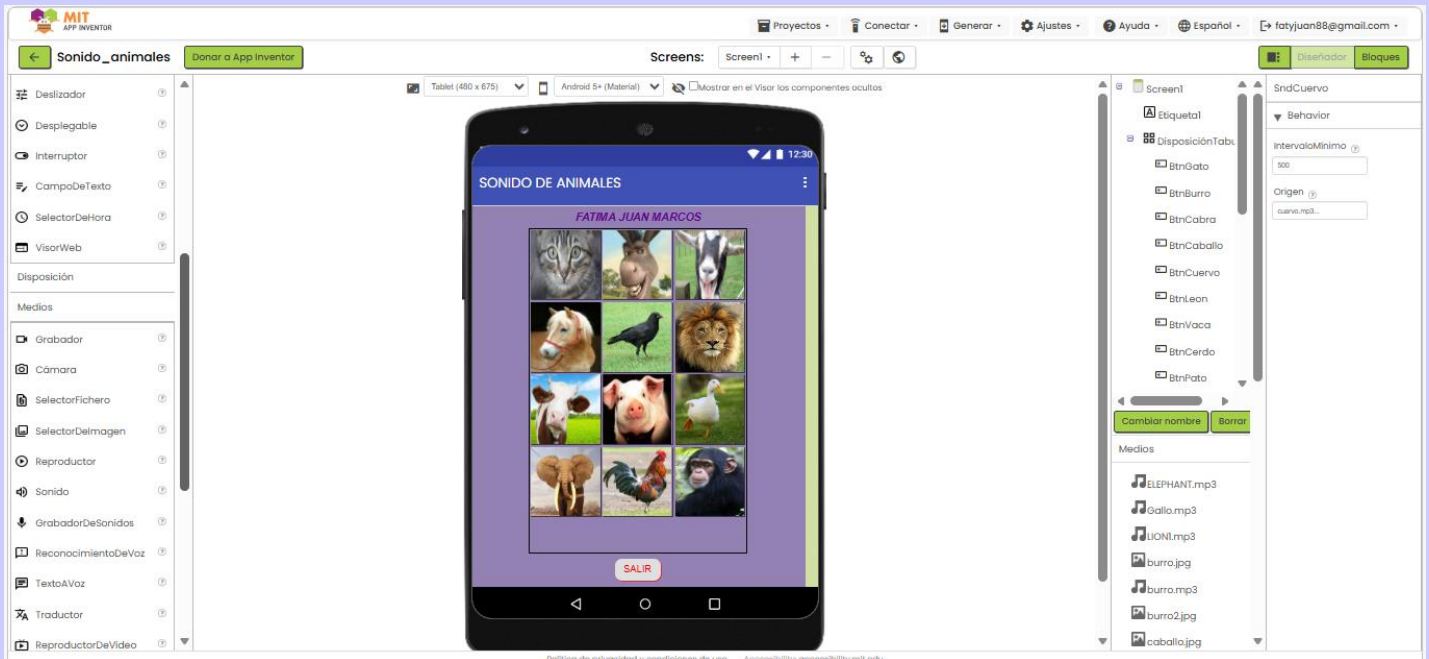 MIT
APP INVENTOR
Proyectos
Conectar
Generar
Ajustes
Ayuda
Español
fatyjuan88@gmail.com
Sonido_animales
Donar a App Inventor
Screens:
Screen1
+
−
Diseñador
Bloques
Deslizador
Desplegable
Interruptor
CampoDeTexto
SelectorDeHora
VisorWeb
Disposición
Medios
Grabador
Cámara
SelectorFichero
SelectorDeImagen
Reproductor
Sonido
GrabadorDeSonidos
ReconocimientoDeVoz
TextoAVoz
Traductor
ReproductorDeVídeo
Tablet (480 x 675)
Android 5+ (Material)
Mostrar en el Visor los componentes ocultos
12:30
SONIDO DE ANIMALES
FATIMA JUAN MARCOS
SALIR
Screen1
Etiqueta1
DisposiciónTabu
BtnGato
BtnBurro
BtnCabra
BtnCaballo
BtnCuervo
BtnLeon
BtnVaca
BtnCerdo
BtnPato
Cambiar nombre
Borrar
Medios
ELEPHANT.mp3
Gallo.mp3
LION1.mp3
burro.jpg
burro.mp3
burro2.jpg
caballo.jpg
SndCuervo
Behavior
IntervaloMínimo
500
Origen
cuervo.mp3...